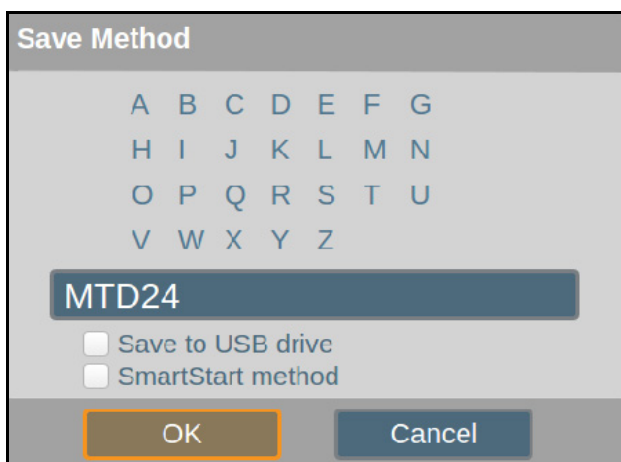 Save Method
A B C D E F G
H I J K L M N
O P Q R S T U
V W X Y Z
MTD24
Save to USB drive
SmartStart method
OK Cancel